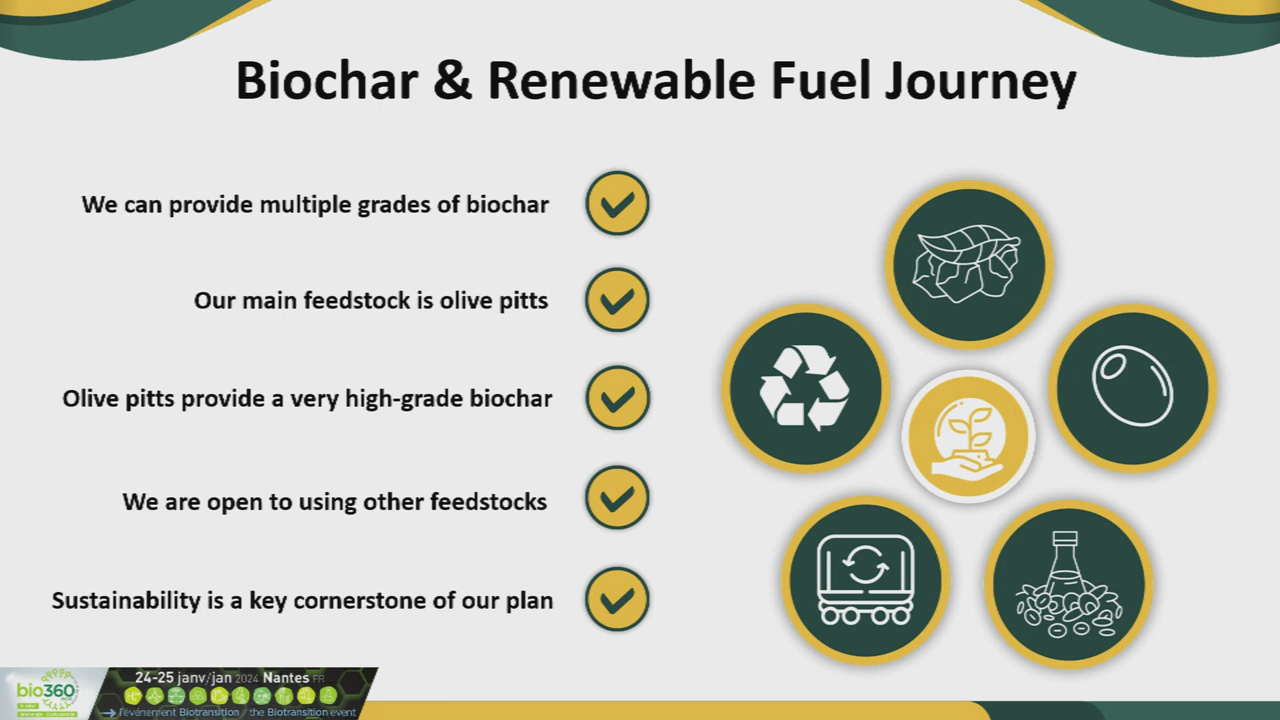 Biochar & Renewable Fuel Journey
We can provide multiple grades of biochar
Our main feedstock is olive pitts
Olive pitts provide a very high-grade biochar
We are open to using other feedstocks
Sustainability is a key cornerstone of our plan
bio360
24-25 janv/jan 2024 Nantes FR
l'événement Biotransition / the Biotransition event